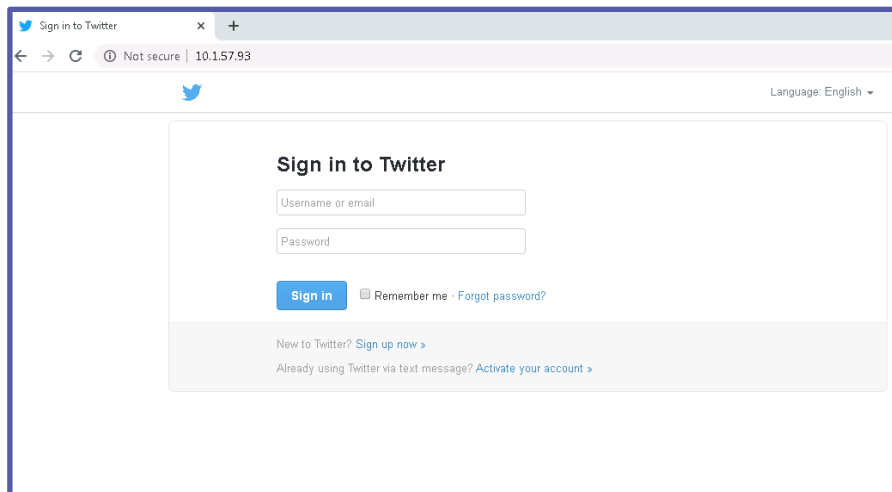 Sign in to Twitter
Not secure | 10.1.57.93
Language: English
Sign in to Twitter
Username or email
Password
Sign in Remember me · Forgot password?
New to Twitter? Sign up now »
Already using Twitter via text message? Activate your account »